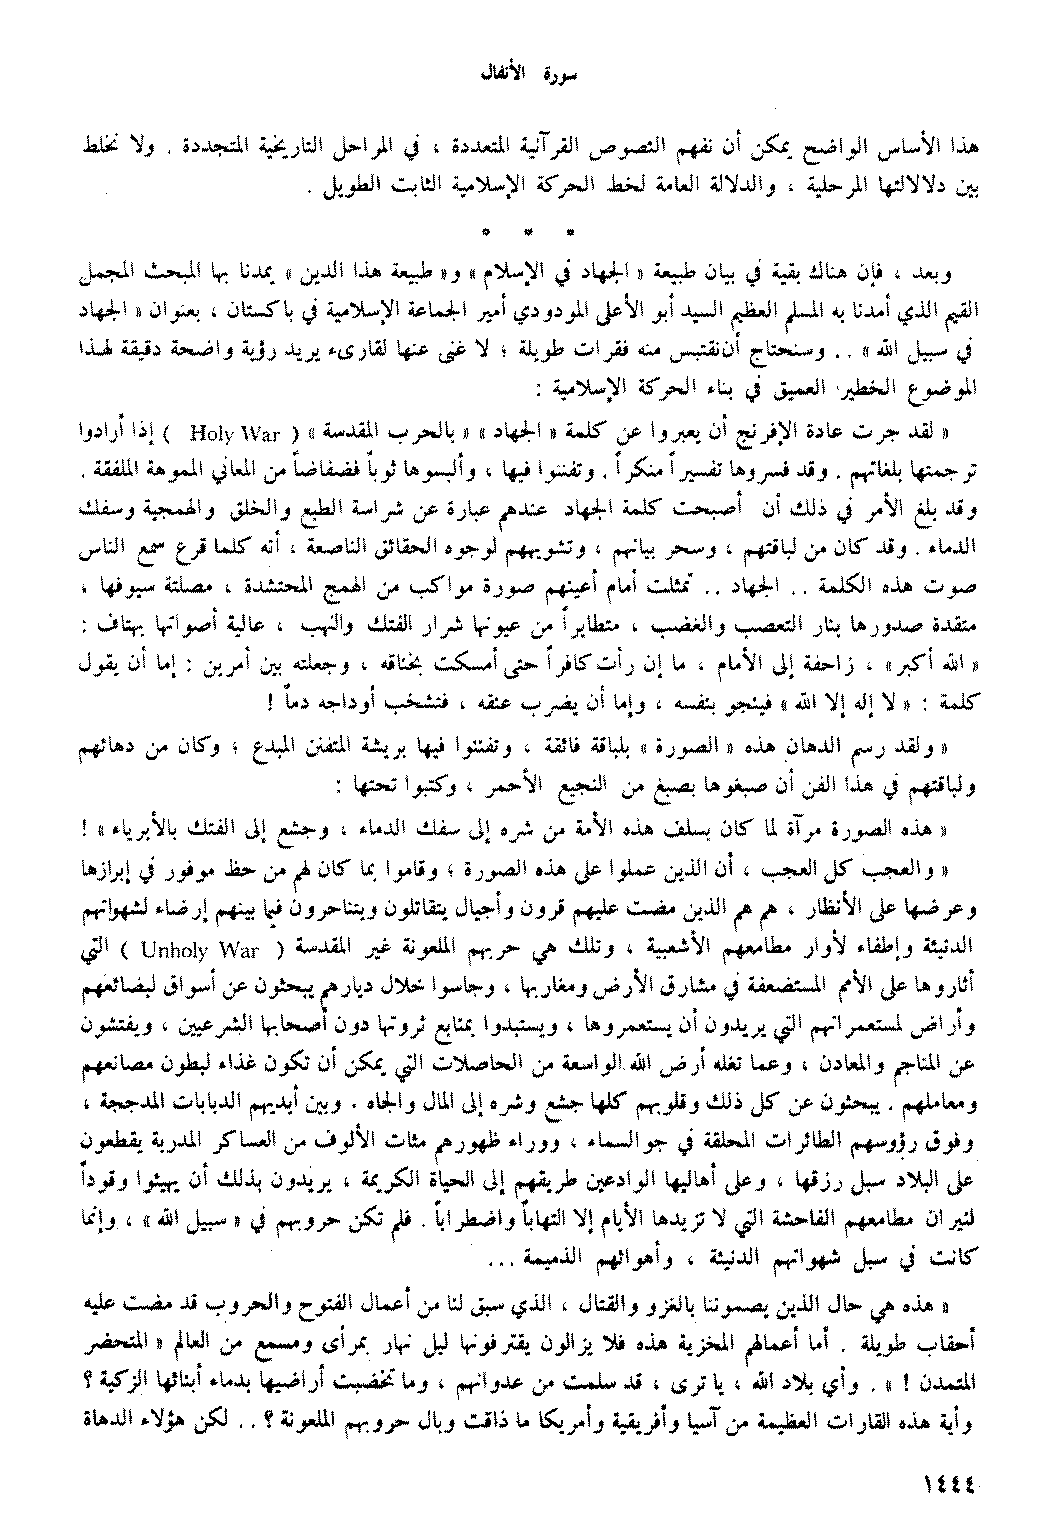 سورة الأنفال
هذا الأساس الواضح يمكن أن نفهم النصوص القرآنية المتعددة ، في المراحل التاريخية المتجددة . ولا نخلط
بين دلالالتها المرحلية ، والدلالة العامة لخط الحركة الإسلامية الثابت الطويل .
* * *
وبعد ، فإن هناك بقية في بيان طبيعة « الجهاد في الإسلام » و« طبيعة هذا الدين » يمدنا بها المبحث المجمل
القيم الذي أمدنا به المسلم العظيم السيد أبو الأعلى المودودي أمير الجماعة الإسلامية في باكستان ، بعنوان « الجهاد
في سبيل الله » .. وسنحتاج أن نقتبس منه فقرات طويلة ؛ لا غنى عنها لقارىء يريد رؤية واضحة دقيقة لهذا
الموضوع الخطير العميق في بناء الحركة الإسلامية :
« لقد جرت عادة الإفرنج أن يعبروا عن كلمة « الجهاد » « بالحرب المقدسة » ( Holy War ) إذا أرادوا
ترجمتها بلغاتهم . وقد فسروها تفسيراً منكراً . وتفننوا فيها ، وألبسوها ثوباً فضفاضاً من المعاني المموهة الملفقة .
وقد بلغ الأمر في ذلك أن أصبحت كلمة الجهاد عندهم عبارة عن شراسة الطبع والخلق والهمجية وسفك
الدماء . وقد كان من لباقتهم ، وسحر بيانهم ، وتشويههم لوجوه الحقائق الناصعة ، أنه كلما قرع سمع الناس
صوت هذه الكلمة .. الجهاد .. تمثلت أمام أعينهم صورة مواكب من الهمج المحتشدة ، مصلتة سيوفها ،
متقدة صدورها بنار التعصب والغضب ، متطايراً من عيونها شرار الفتك والنهب ، عالية أصواتها بهتاف :
« الله أكبر » ، زاحفة إلى الأمام ، ما إن رأت كافراً حتى أمسكت بخناقه ، وجعلته بين أمرين : إما أن يقول
كلمة : « لا إله إلا الله » فينجو بنفسه ، وإما أن يضرب عنقه ، فتشخب أوداجه دماً !
« ولقد رسم الدهان هذه « الصورة » بلباقة فائقة ، وتفننوا فيها بريشة المتفنن المبدع ؛ وكان من دهائهم
ولباقتهم في هذا الفن أن صبغوها بصبغ من النجيع الأحمر ، وكتبوا تحتها :
« هذه الصورة مرآة لما كان بسلف هذه الأمة من شره إلى سفك الدماء ، وجشع إلى الفتك بالأبرياء » !
« والعجب كل العجب ، أن الذين عملوا على هذه الصورة ؛ وقاموا بما كان لهم من حظ موفور في إبرازها
وعرضها على الأنظار ، هم هم الذين مضت عليهم قرون وأجيال يتقاتلون ويتناحرون فيما بينهم إرضاء لشهواتهم
الدنيئة وإطفاء لأوار مطامعهم الأشعبية ، وتلك هي حربهم الملعونة غير المقدسة ( Unholy War ) التي
أثاروها على الأمم المستضعفة في مشارق الأرض ومغاربها ، وجاسوا خلال ديارهم يبحثون عن أسواق لبضائعهم
وأراض لمستعمراتهم التي يريدون أن يستعمروها ، ويستبدوا بمنابع ثروتها دون أصحابها الشرعيين ، ويفتشون
عن المناجم والمعادن ، وعما تغله أرض الله الواسعة من الحاصلات التي يمكن أن تكون غذاء لبطون مصانعهم
ومعاملهم . يبحثون عن كل ذلك وقلوبهم كلها جشع وشره إلى المال والجاه . وبين أيديهم الدبابات المدججة ،
وفوق رؤوسهم الطائرات المحلقة في جو السماء ، ووراء ظهورهم مئات الألوف من العساكر المدربة يقطعون
على البلاد سبل رزقها ، وعلى أهاليها الوادعين طريقهم إلى الحياة الكريمة ، يريدون بذلك أن يهيئوا وقوداً
لنيران مطامعهم الفاحشة التي لا تزيدها الأيام إلا التهاباً واضطراباً . فلم تكن حروبهم في « سبيل الله » ، وإنما
كانت في سبل شهواتهم الدنيئة ، وأهوائهم الذميمة ...
« هذه هي حال الذين يصموننا بالغزو والقتال ، الذي سبق لنا من أعمال الفتوح والحروب قد مضت عليه
أحقاب طويلة . أما أعمالهم المخزية هذه فلا يزالون يقترفونها ليل نهار بمرأى ومسمع من العالم « المتحضر
المتمدن ! » . وأي بلاد الله ، يا ترى ، قد سلمت من عدوانهم ، وما تخضبت أراضيها بدماء أبنائها الزكية ؟
وأية هذه القارات العظيمة من آسيا وأفريقية وأمريكا ما ذاقت وبال حروبهم الملعونة ؟ .. لكن هؤلاء الدهاة
١٤٤٤